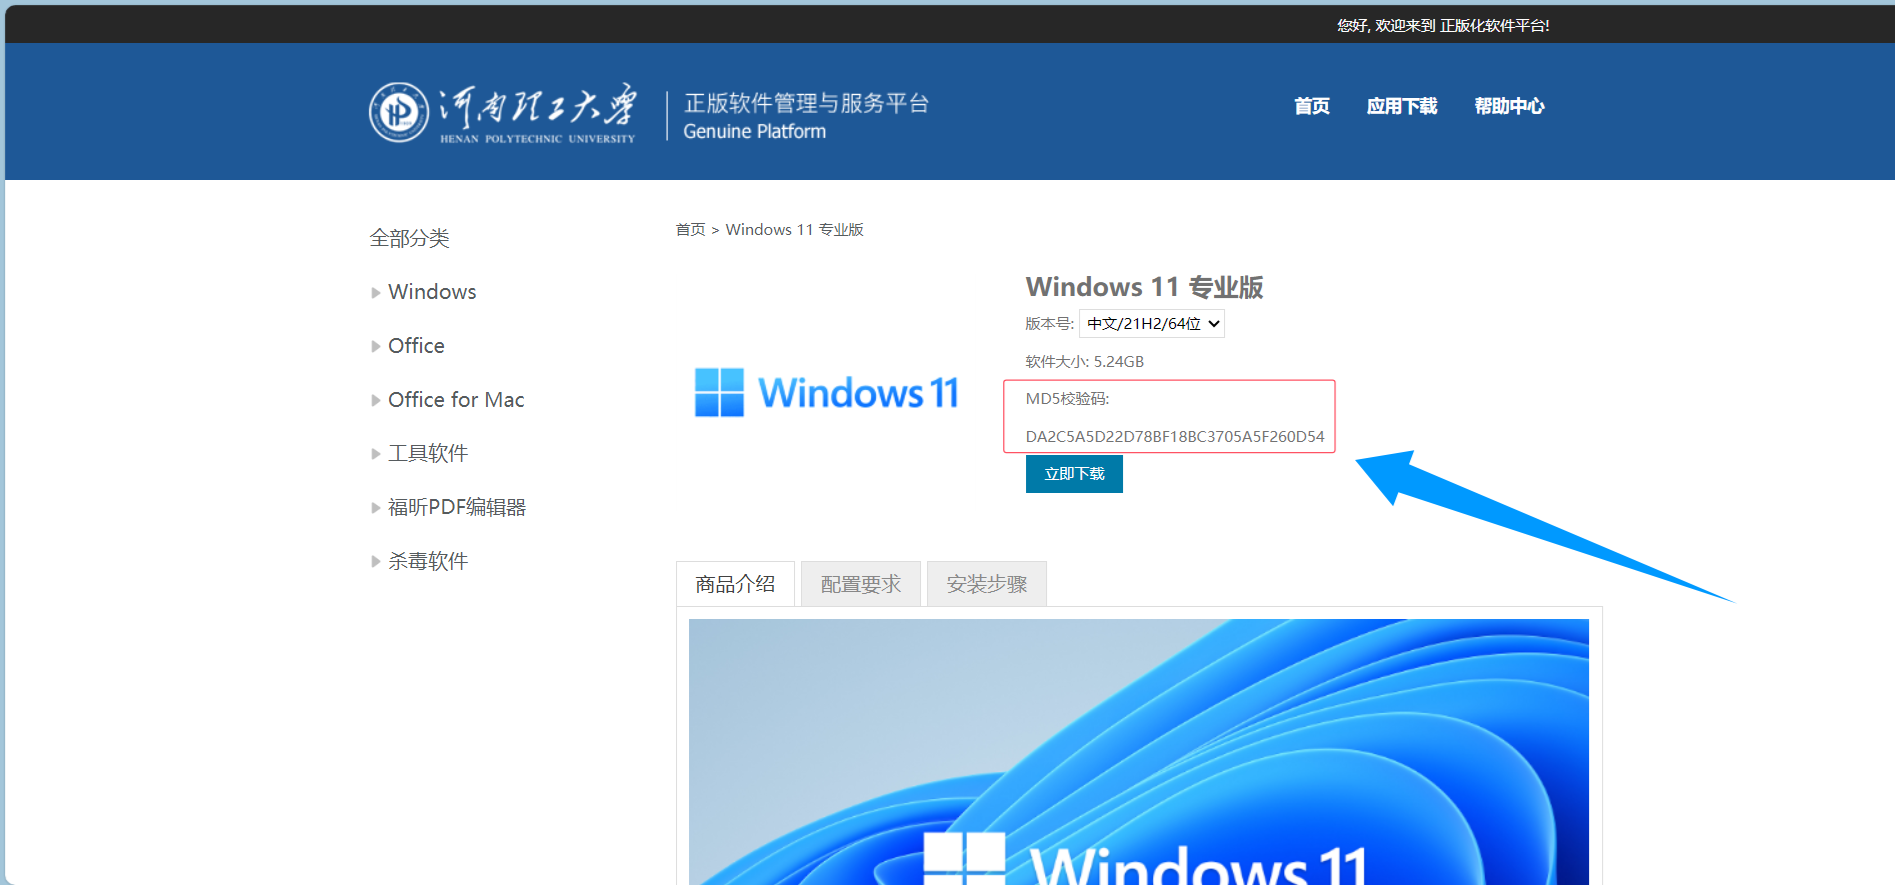 您好, 欢迎来到 正版化软件平台!
河南理工大学
HENAN POLYTECHNIC UNIVERSITY
正版软件管理与服务平台
Genuine Platform
首页 应用下载 帮助中心
全部分类
Windows
Office
Office for Mac
工具软件
福昕PDF编辑器
杀毒软件
首页 > Windows 11 专业版
Windows 11
Windows 11 专业版
版本号: 中文/21H2/64位
软件大小: 5.24GB
MD5校验码:
DA2C5A5D22D78BF18BC3705A5F260D54
立即下载
商品介绍 配置要求 安装步骤
Windows 11